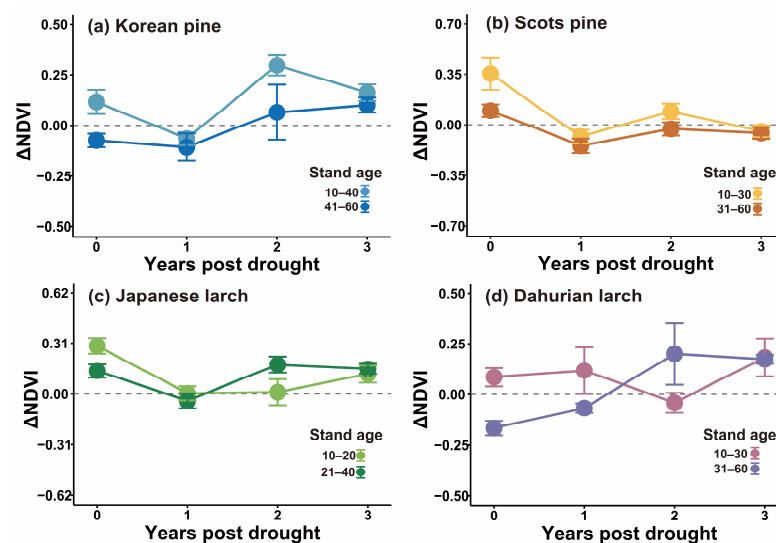 (a) Korean pine
0.50
0.25
0.00
−0.25
−0.50
ΔNDVI
Stand age
10–40
41–60
0 1 2 3
Years post drought
(b) Scots pine
0.70
0.35
0.00
−0.35
−0.70
ΔNDVI
Stand age
10–30
31–60
0 1 2 3
Years post drought
(c) Japanese larch
0.62
0.31
0.00
−0.31
−0.62
ΔNDVI
Stand age
10–20
21–40
0 1 2 3
Years post drought
(d) Dahurian larch
0.50
0.25
0.00
−0.25
−0.50
ΔNDVI
Stand age
10–30
31–60
0 1 2 3
Years post drought